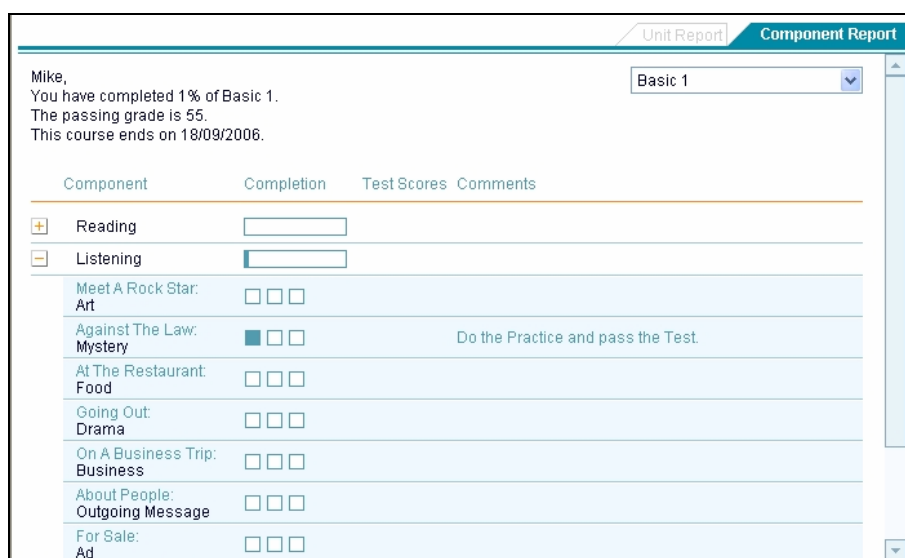 Unit Report
Component Report
Mike,
You have completed 1% of Basic 1.
The passing grade is 55.
This course ends on 18/09/2006.
Basic 1
Component Completion Test Scores Comments
Reading
Listening
Meet A Rock Star:
Art
Against The Law:
Mystery
Do the Practice and pass the Test.
At The Restaurant:
Food
Going Out:
Drama
On A Business Trip:
Business
About People:
Outgoing Message
For Sale:
Ad